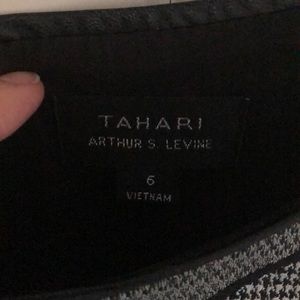 TAHARI
ARTHUR S. LEVINE
6
VIETNAM